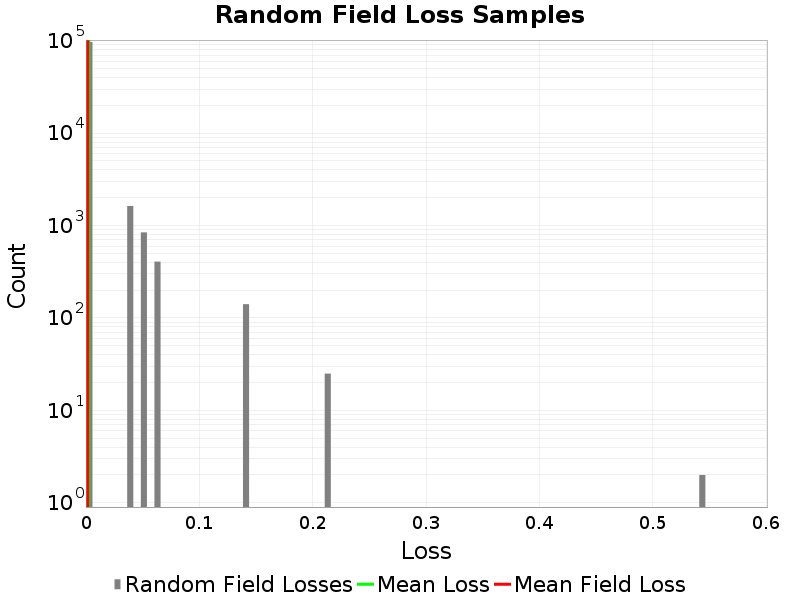 Random Field Loss Samples
10^5
10^4
10^3
10^2
10^1
10^0
Count
0 0.1 0.2 0.3 0.4 0.5 0.6
Loss
Random Field Losses Mean Loss Mean Field Loss